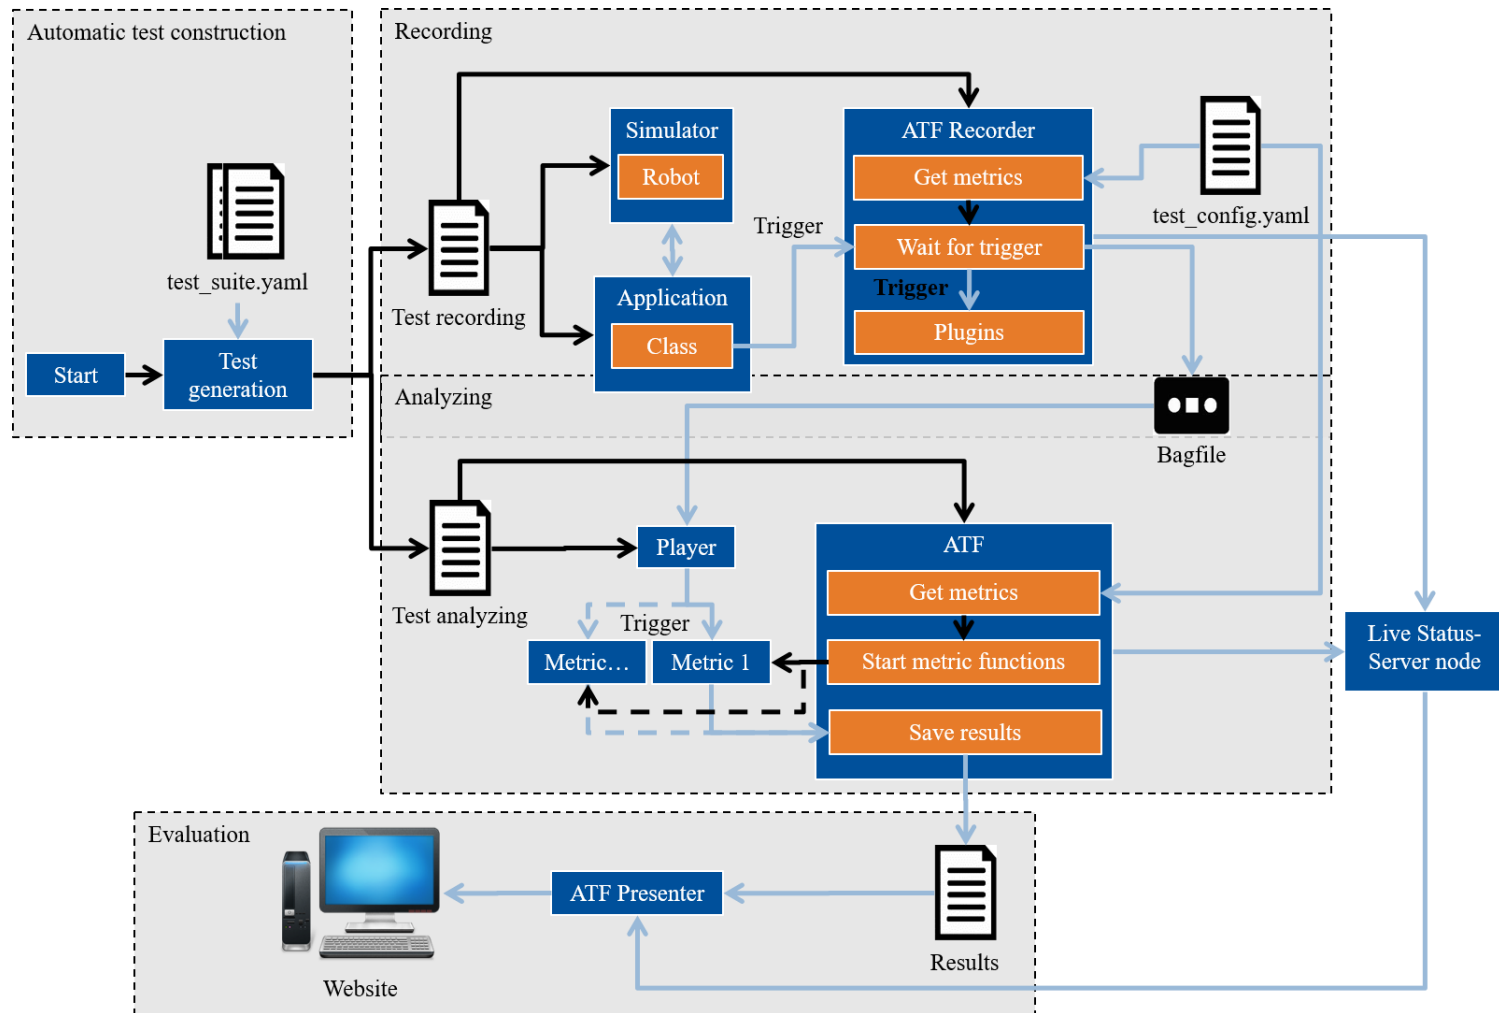 Automatic test construction
test_suite.yaml
Start
Test
generation
Recording
Test recording
Simulator
Robot
Application
Class
Trigger
ATF Recorder
Get metrics
Wait for trigger
Trigger
Plugins
test_config.yaml
Analyzing
Bagfile
Test analyzing
Player
Trigger
Metric...
Metric 1
ATF
Get metrics
Start metric functions
Save results
Live Status-
Server node
Evaluation
Website
ATF Presenter
Results